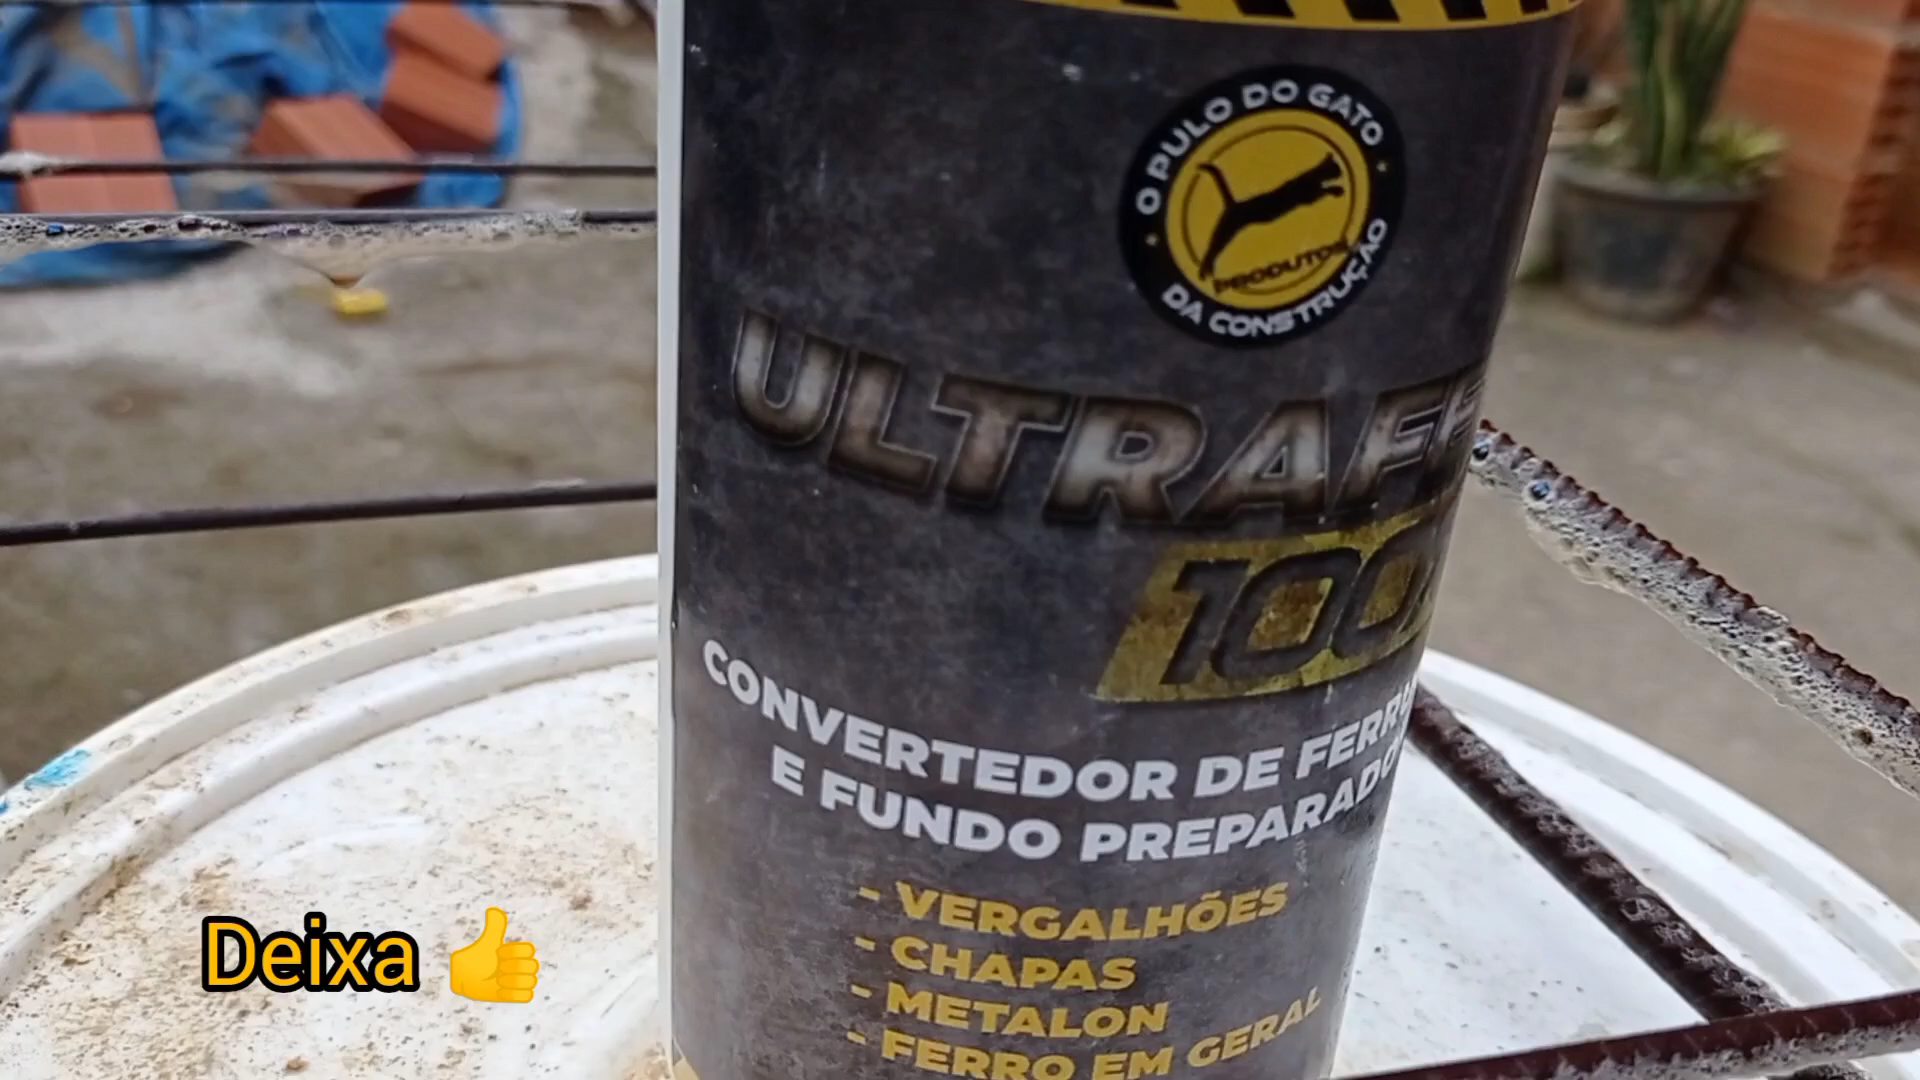 O PULO DO GATO
PRODUTOS
DA CONSTRUÇÃO
CONVERTEDOR DE
E FUNDO
- VERGALHÕES
- CHAPAS
- METALON
- FERRO EM GERAL
Deixa 👍